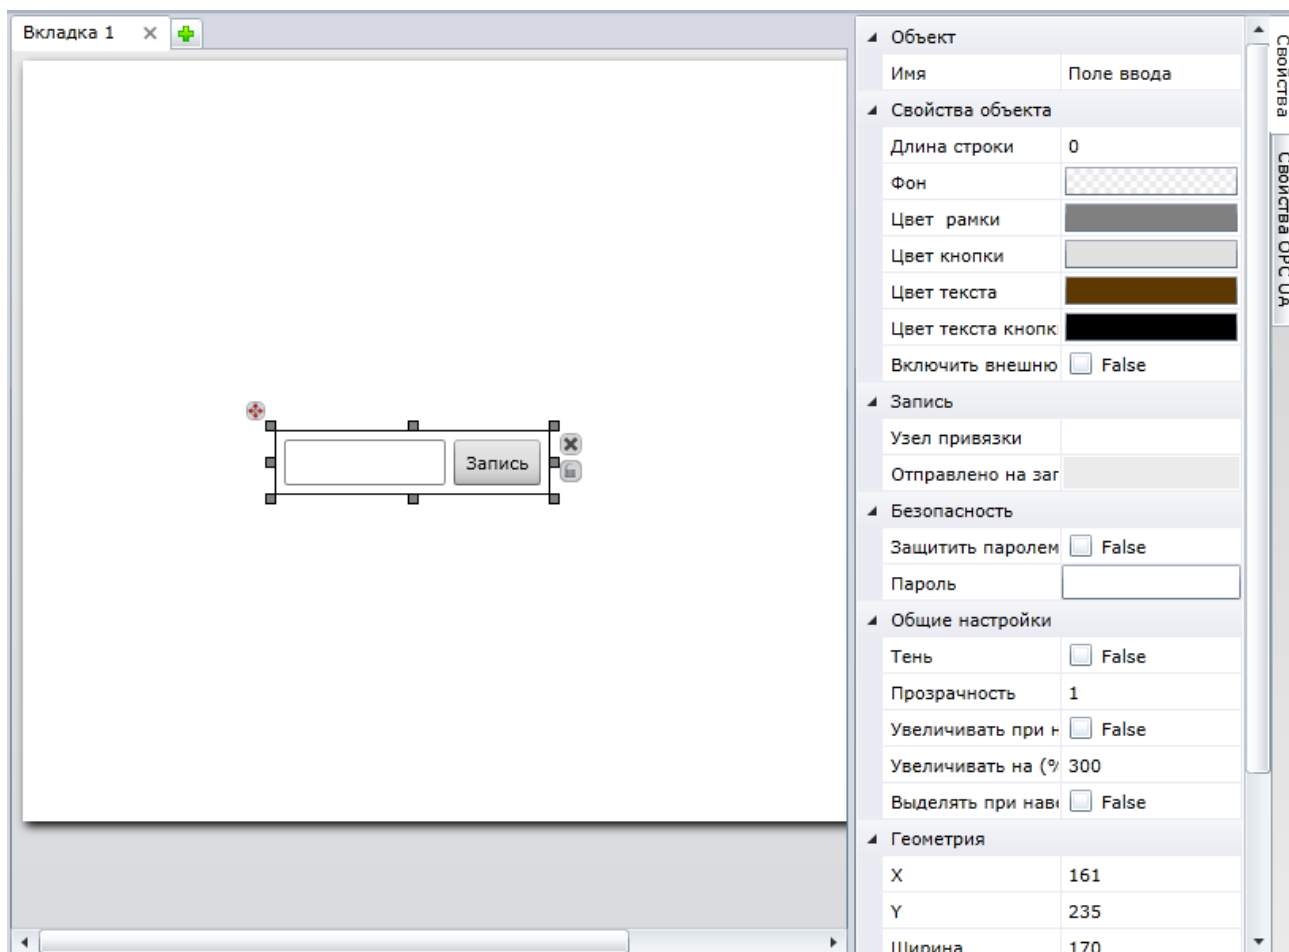 Вкладка 1
Объект
Имя Поле ввода
Свойства объекта
Длина строки 0
Фон
Цвет рамки
Цвет кнопки
Цвет текста
Цвет текста кнопк
Включить внешню False
Запись
Узел привязки
Отправлено на заг
Безопасность
Защитить паролем False
Пароль
Общие настройки
Тень False
Прозрачность 1
Увеличивать при н False
Увеличивать на (% 300
Выделять при наве False
Геометрия
X 161
Y 235
Ширина 170
Запись
Свойства
Свойства OPC UA